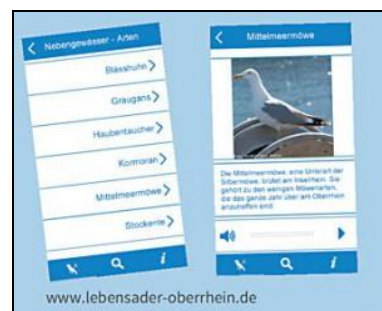 Nebengewässer - Arten
Blässhuhn
Graugans
Haubentaucher
Kormoran
Mittelmeermöwe
Stockente
i
Mittelmeermöwe
Die Mittelmeermöwe, eine Unterart der
Silbermöwe, brütet am Inselrhein. Sie
gehört zu den wenigen Möwenarten,
die das ganze Jahr über am Oberrhein
anzutreffen sind.
i
www.lebensader-oberrhein.de